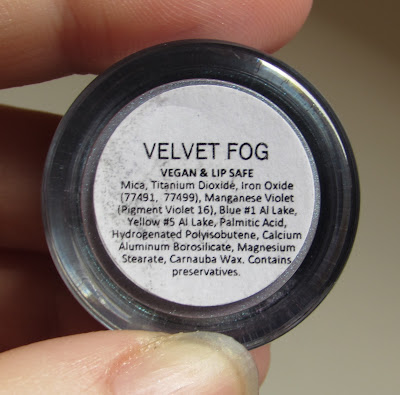 VELVET FOG
VEGAN & LIP SAFE
Mica, Titanium Dioxide, Iron Oxide
(77491, 77499), Manganese Violet
(Pigment Violet 16), Blue #1 Al Lake,
Yellow #5 Al Lake, Palmitic Acid,
Hydrogenated Polyisobutene, Calcium
Aluminum Borosilicate, Magnesium
Stearate, Carnauba Wax. Contains
preservatives.